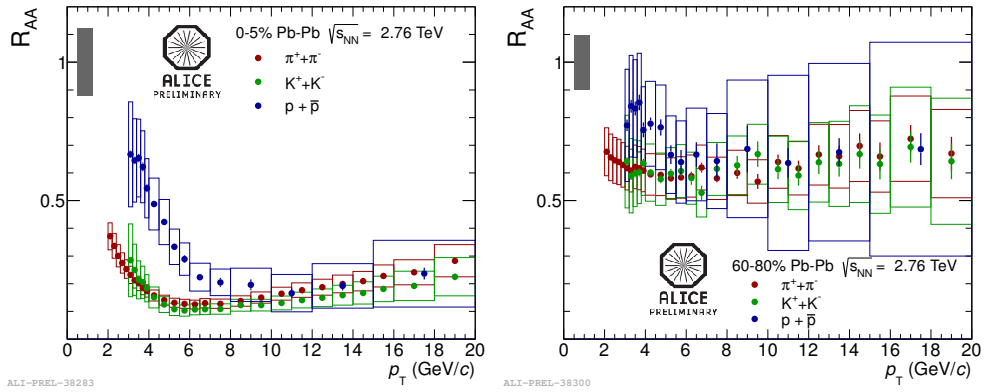 R_AA
0-5% Pb-Pb √s_NN = 2.76 TeV
π⁺+π⁻
K⁺+K⁻
p + p̅
ALICE
PRELIMINARY
1
0.5
0 2 4 6 8 10 12 14 16 18 20
p_T (GeV/c)
ALI-PREL-38283
R_AA
1
0.5
60-80% Pb-Pb √s_NN = 2.76 TeV
π⁺+π⁻
K⁺+K⁻
p + p̅
ALICE
PRELIMINARY
0 2 4 6 8 10 12 14 16 18 20
p_T (GeV/c)
ALI-PREL-38300